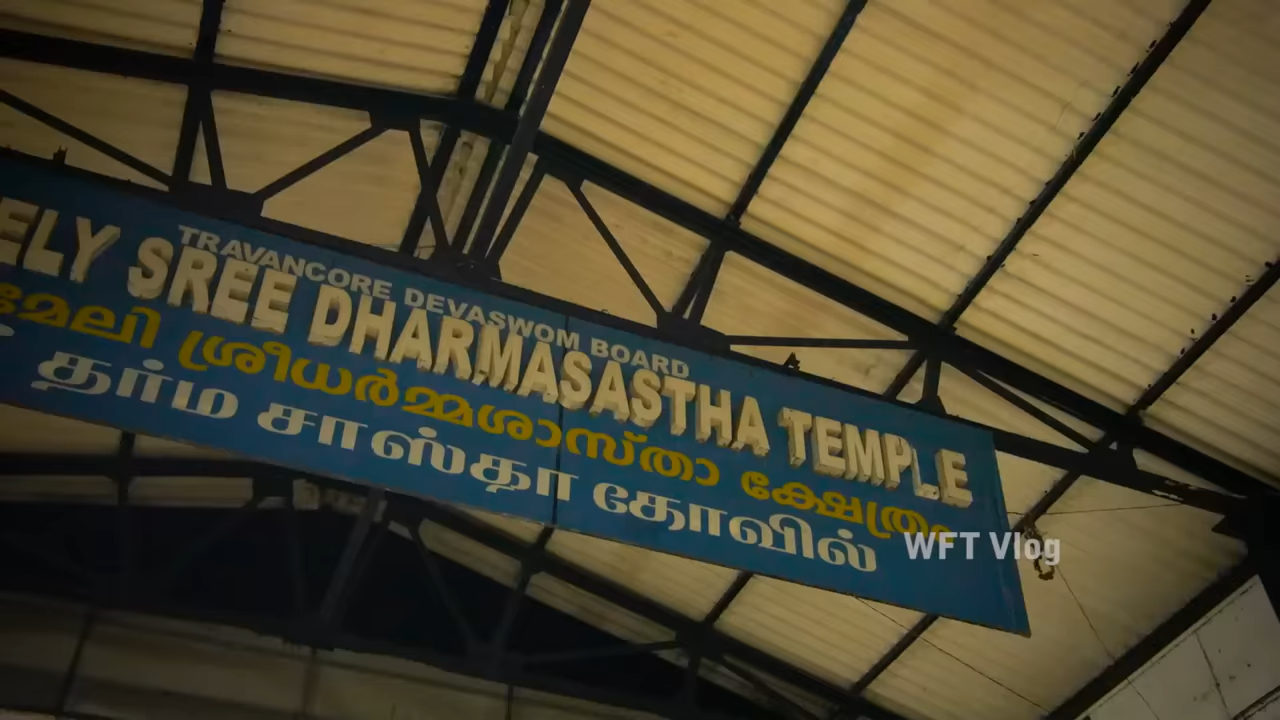 TRAVANCORE DEVASWOM BOARD
ELY SREE DHARMASASTHA TEMPLE
മേലി ശ്രീധർമ്മശാസ്താ ക്ഷേത്രം
தர்ம சாஸ்தா கோவில்
WFT Vlog